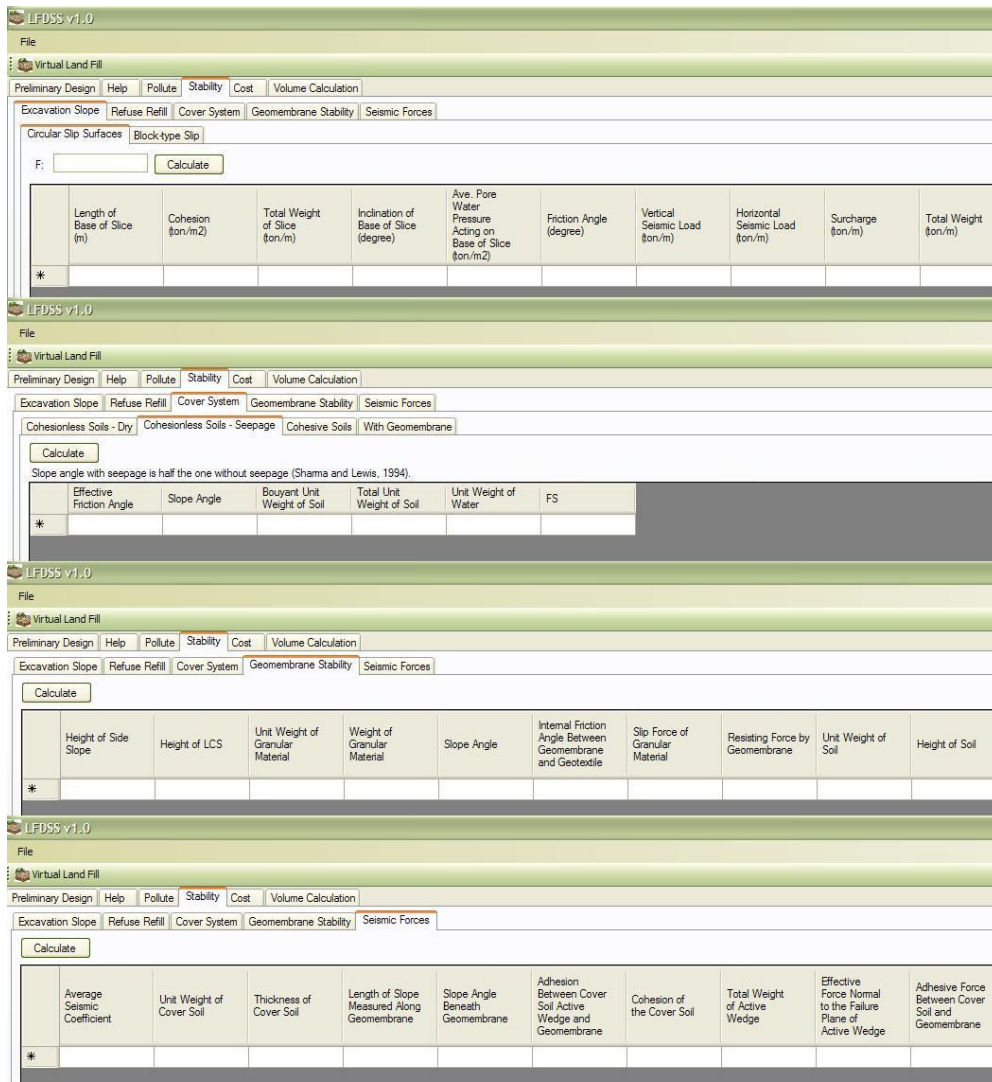 LFDSS v1.0
File
Virtual Land Fill
Preliminary Design Help Pollute Stability Cost Volume Calculation
Excavation Slope Refuse Refill Cover System Geomembrane Stability Seismic Forces
Circular Slip Surfaces Block-type Slip
F: Calculate
Length of Base of Slice (m)
Cohesion (ton/m2)
Total Weight of Slice (ton/m)
Inclination of Base of Slice (degree)
Ave. Pore Water Pressure Acting on Base of Slice (ton/m2)
Friction Angle (degree)
Vertical Seismic Load (ton/m)
Horizontal Seismic Load (ton/m)
Surcharge (ton/m)
Total Weight (ton/m)
*
LFDSS v1.0
File
Virtual Land Fill
Preliminary Design Help Pollute Stability Cost Volume Calculation
Excavation Slope Refuse Refill Cover System Geomembrane Stability Seismic Forces
Cohesionless Soils - Dry Cohesionless Soils - Seepage Cohesive Soils With Geomembrane
Calculate
Slope angle with seepage is half the one without seepage (Sharma and Lewis, 1994).
Effective Friction Angle
Slope Angle
Bouyant Unit Weight of Soil
Total Unit Weight of Soil
Unit Weight of Water
FS
*
LFDSS v1.0
File
Virtual Land Fill
Preliminary Design Help Pollute Stability Cost Volume Calculation
Excavation Slope Refuse Refill Cover System Geomembrane Stability Seismic Forces
Calculate
Height of Side Slope
Height of LCS
Unit Weight of Granular Material
Weight of Granular Material
Slope Angle
Internal Friction Angle Between Geomembrane and Geotextile
Slip Force of Granular Material
Resisting Force by Geomembrane
Unit Weight of Soil
Height of Soil
*
LFDSS v1.0
File
Virtual Land Fill
Preliminary Design Help Pollute Stability Cost Volume Calculation
Excavation Slope Refuse Refill Cover System Geomembrane Stability Seismic Forces
Calculate
Average Seismic Coefficient
Unit Weight of Cover Soil
Thickness of Cover Soil
Length of Slope Measured Along Geomembrane
Slope Angle Beneath Geomembrane
Adhesion Between Cover Soil Active Wedge and Geomembrane
Cohesion of the Cover Soil
Total Weight of Active Wedge
Effective Force Normal to the Failure Plane of Active Wedge
Adhesive Force Between Cover Soil and Geomembrane
*